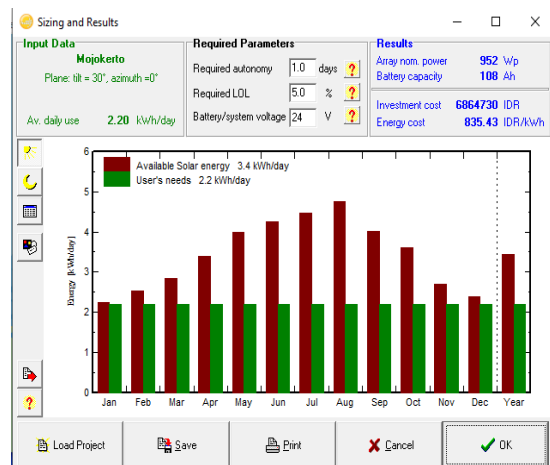 Sizing and Results
Input Data
Mojokerto
Plane: tilt = 30°, azimuth =0°
Av. daily use 2.20 kWh/day
Required Parameters
Required autonomy 1.0 days ?
Required LOL 5.0 % ?
Battery/system voltage 24 V ?
Results
Array nom. power 952 Wp
Battery capacity 108 Ah
Investment cost 6864730 IDR
Energy cost 835.43 IDR/kWh
Available Solar energy 3.4 kWh/day
User's needs 2.2 kWh/day
Energy [kWh/day]
6
5
4
3
2
1
0
Jan Feb Mar Apr May Jun Jul Aug Sep Oct Nov Dec Year
?
Load Project Save Print Cancel OK